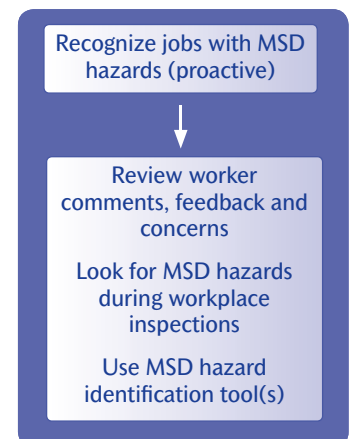 Recognize jobs with MSD
hazards (proactive)
Review worker
comments, feedback and
concerns
Look for MSD hazards
during workplace
inspections
Use MSD hazard
identification tool(s)